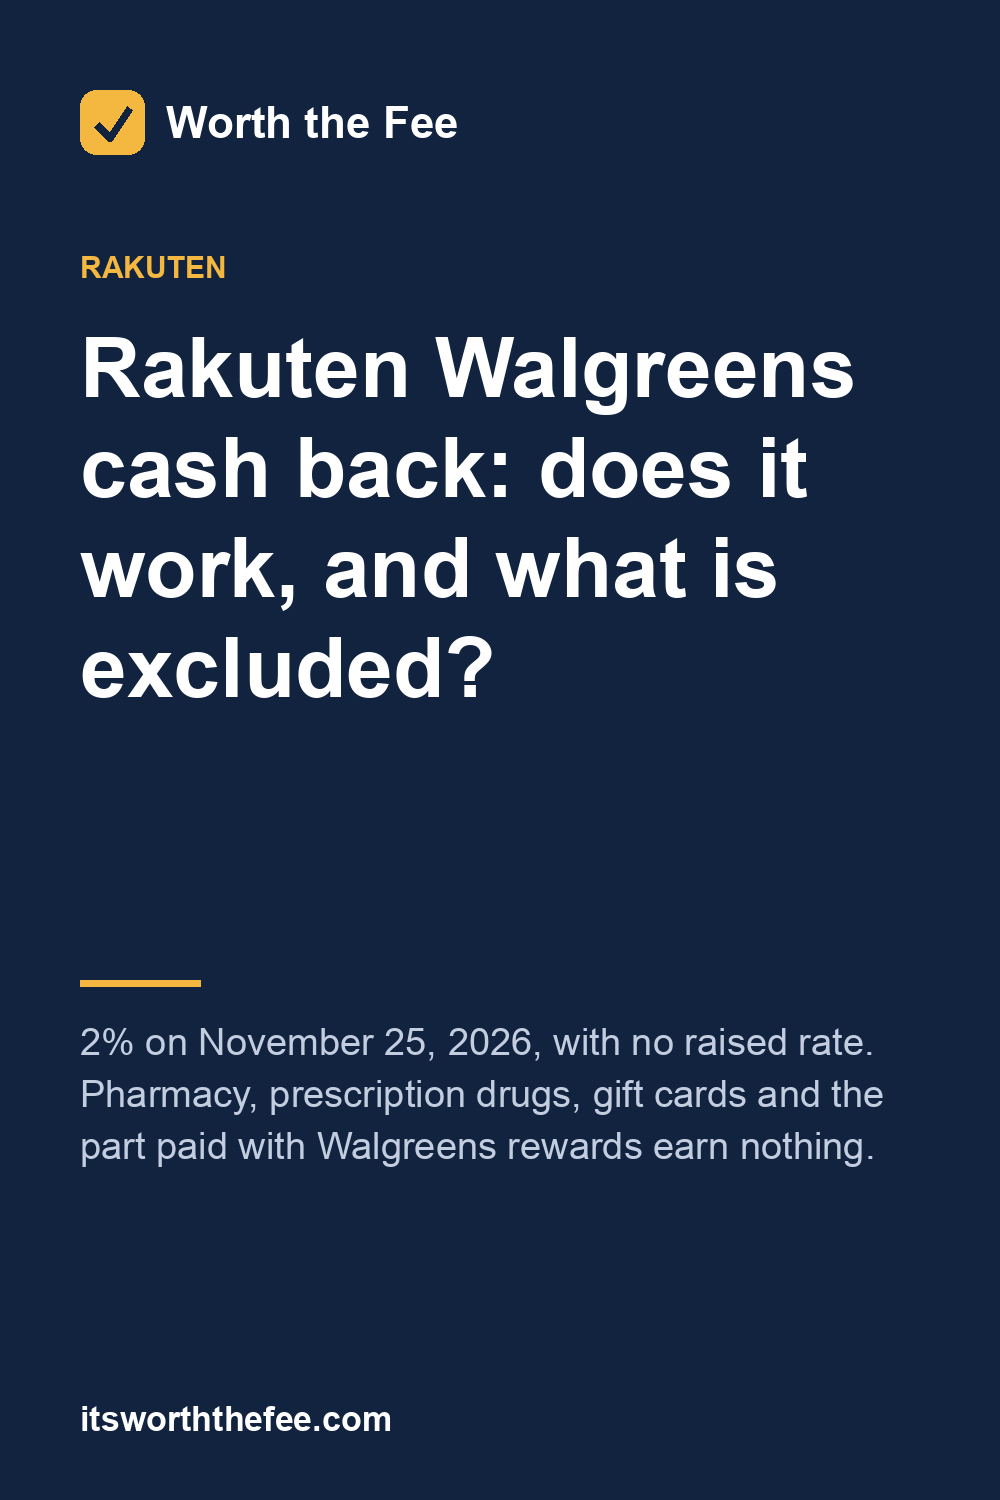 Worth the Fee
RAKUTEN
Rakuten Walgreens
cash back: does it
work, and what is
excluded?
2% on November 25, 2026, with no raised rate.
Pharmacy, prescription drugs, gift cards and the
part paid with Walgreens rewards earn nothing.
itsworththefee.com